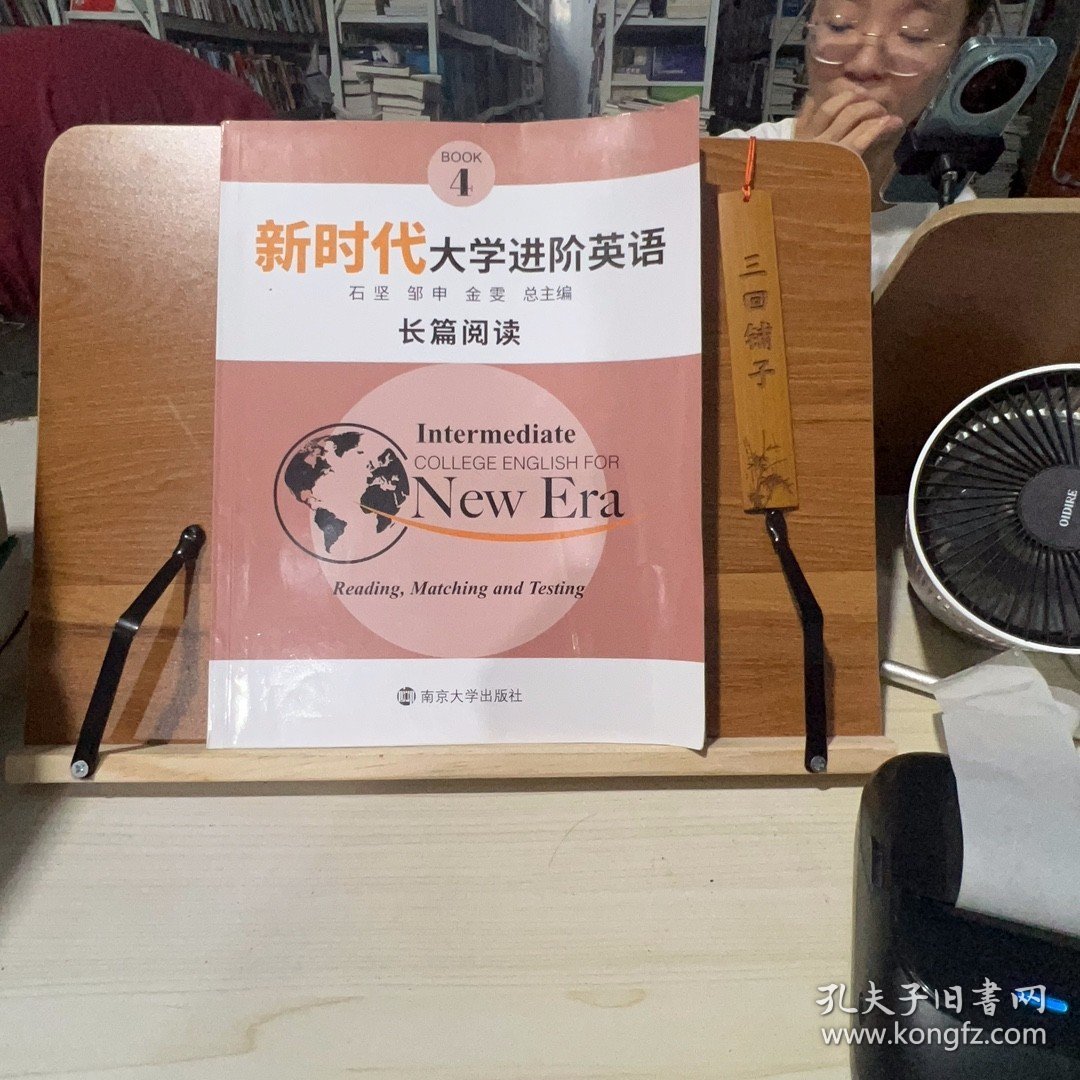 BOOK
4
新时代大学进阶英语
石坚 邹申 金雯 总主编
长篇阅读
Intermediate
COLLEGE ENGLISH FOR
New Era
Reading, Matching and Testing
南京大学出版社
三回铺子
OIDIRE
孔夫子旧書网
www.kongfz.com